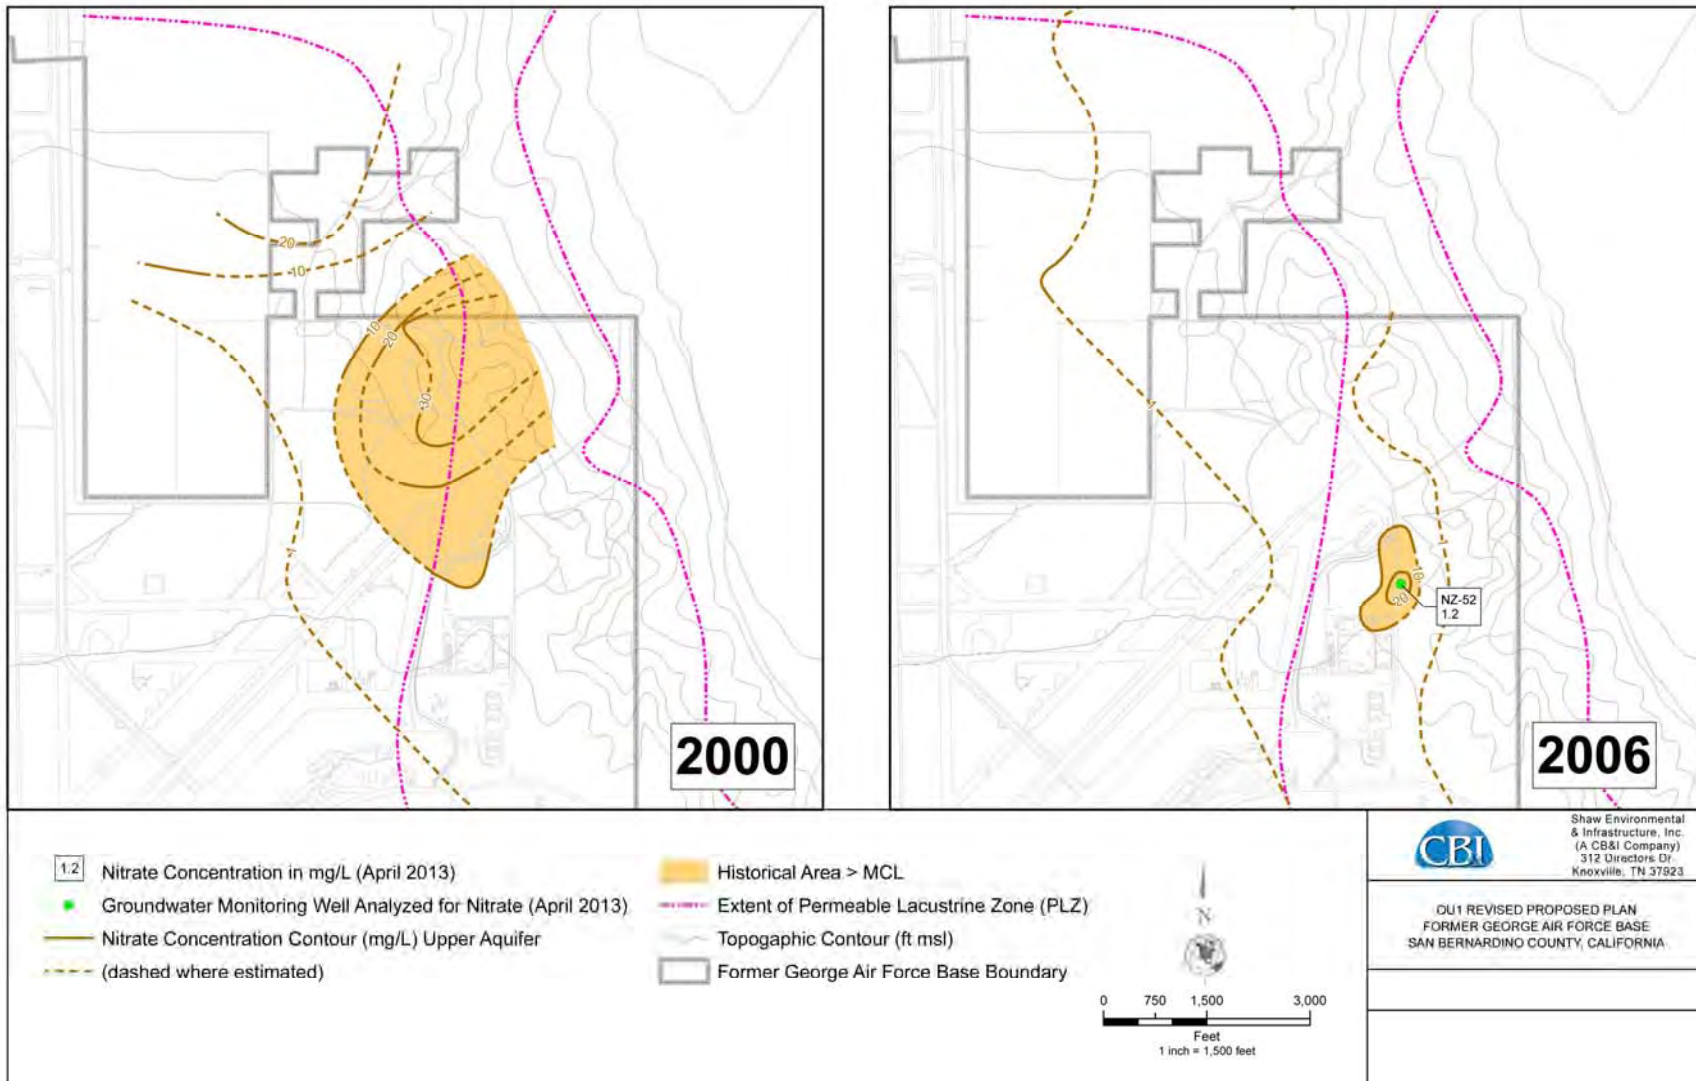 20
10
10
20
30
1
2000
1
1
10
20
NZ-52
1.2
2006
1.2 Nitrate Concentration in mg/L (April 2013)
Groundwater Monitoring Well Analyzed for Nitrate (April 2013)
Nitrate Concentration Contour (mg/L) Upper Aquifer
(dashed where estimated)
Historical Area > MCL
Extent of Permeable Lacustrine Zone (PLZ)
Topogaphic Contour (ft msl)
Former George Air Force Base Boundary
N
0 750 1,500 3,000
Feet
1 inch = 1,500 feet
CBI
Shaw Environmental
& Infrastructure, Inc.
(A CB&I Company)
312 Directors Dr
Knoxville, TN 37923
OU1 REVISED PROPOSED PLAN
FORMER GEORGE AIR FORCE BASE
SAN BERNARDINO COUNTY, CALIFORNIA